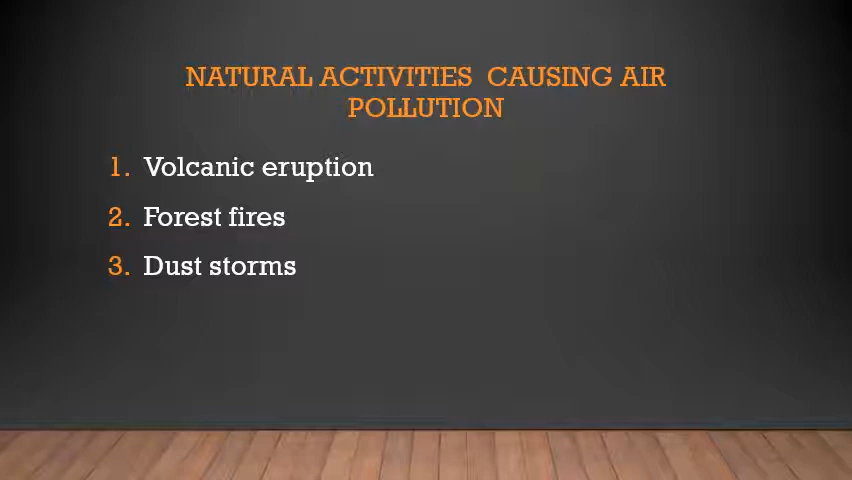 NATURAL ACTIVITIES  CAUSING AIR
POLLUTION
1. Volcanic eruption
2. Forest fires
3. Dust storms